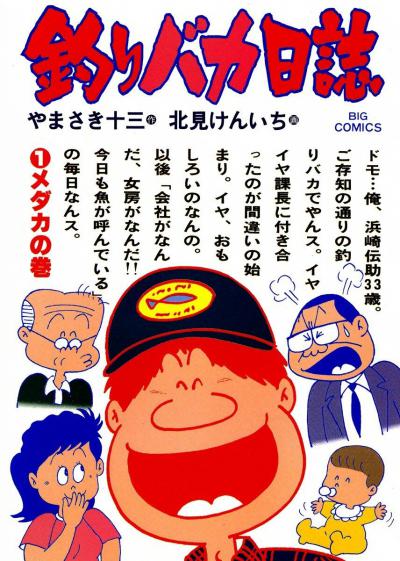 釣りバカ日誌
やまさき十三作 北見けんいち画
BIG
COMICS
ドモ…俺、浜崎伝助33歳。
ご存知の通りの釣
りバカでやんス。イヤ
イヤ課長に付き合
ったのが間違いの始
まり。イヤ、おも
しろいのなんの。
以後「会社がなん
だ、女房がなんだ!!
今日も魚が呼んでいる
の毎日なんス。
❶メダカの巻